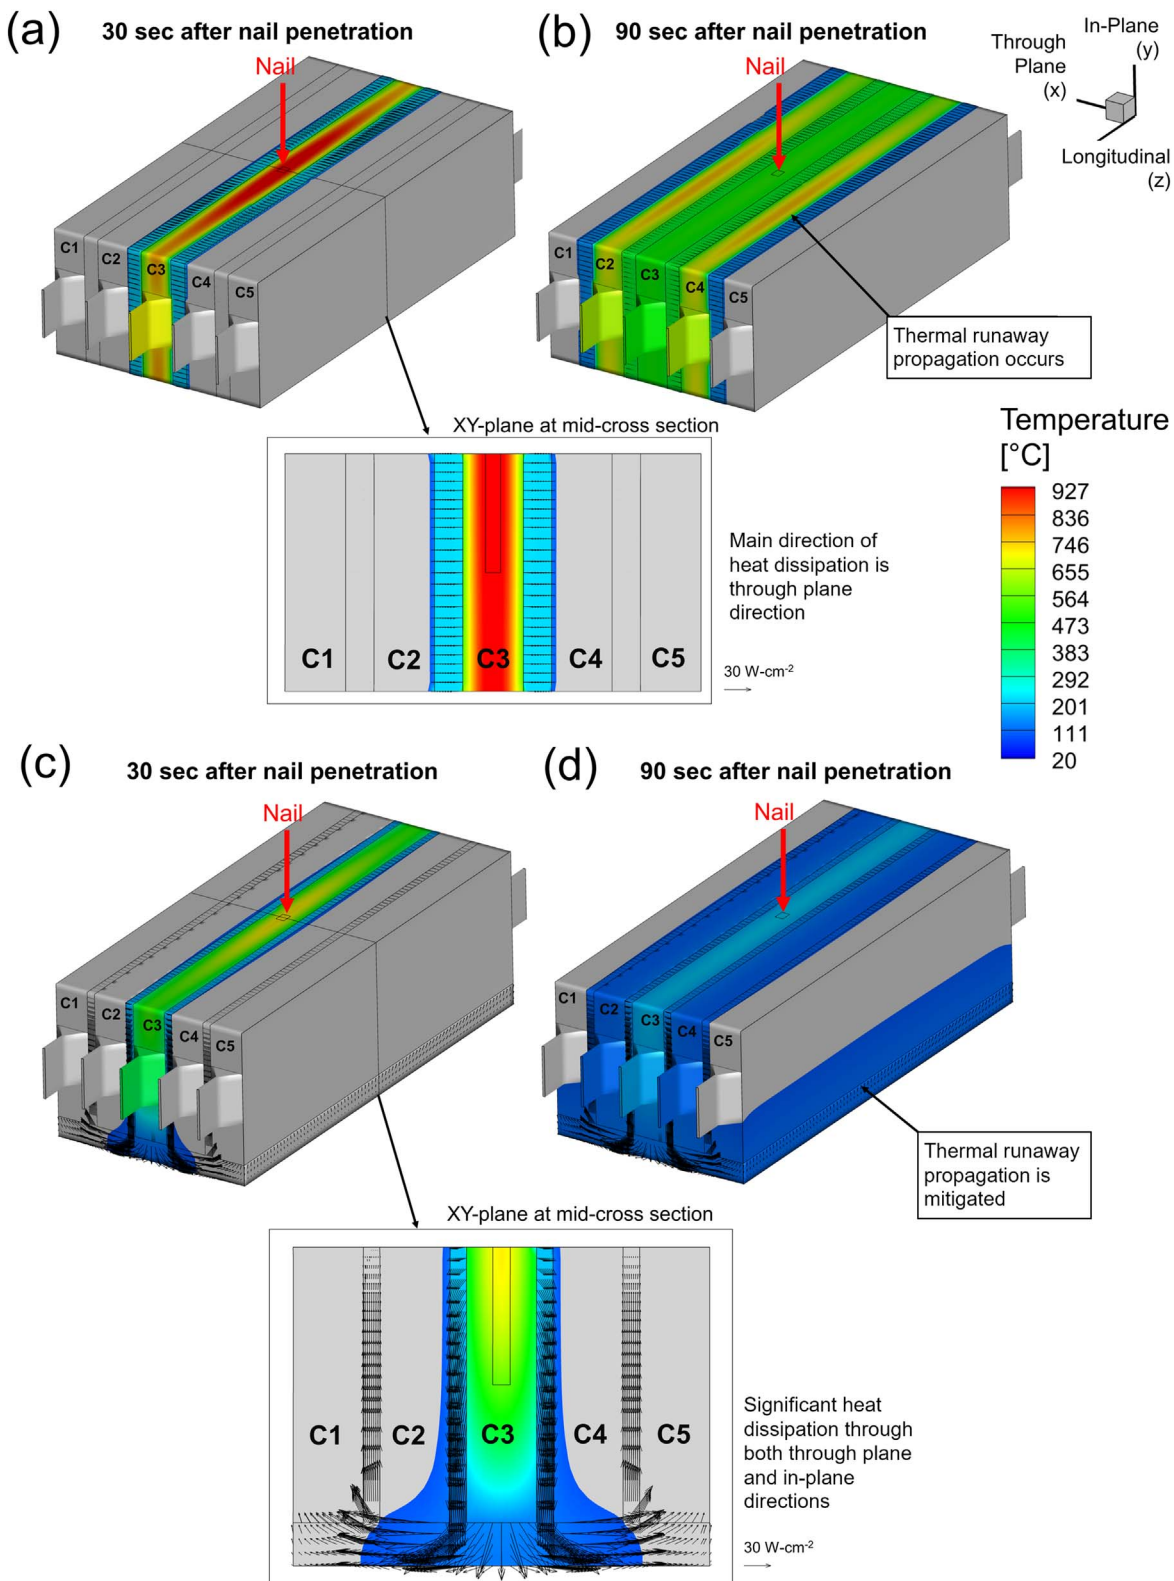 (a)
30 sec after nail penetration
Nail
C1
C2
C3
C4
C5
(b)
90 sec after nail penetration
Nail
C1
C2
C3
C4
C5
Thermal runaway
propagation occurs
In-Plane
(y)
Through
Plane
(x)
Longitudinal
(z)
XY-plane at mid-cross section
C1
C2
C3
C4
C5
Main direction of
heat dissipation is
through plane
direction
30 W-cm-2
Temperature
[°C]
927
836
746
655
564
473
383
292
201
111
20
(c)
30 sec after nail penetration
Nail
C1
C2
C3
C4
C5
(d)
90 sec after nail penetration
Nail
C1
C2
C3
C4
C5
Thermal runaway
propagation is
mitigated
XY-plane at mid-cross section
C1
C2
C3
C4
C5
Significant heat
dissipation through
both through plane
and in-plane
directions
30 W-cm-2